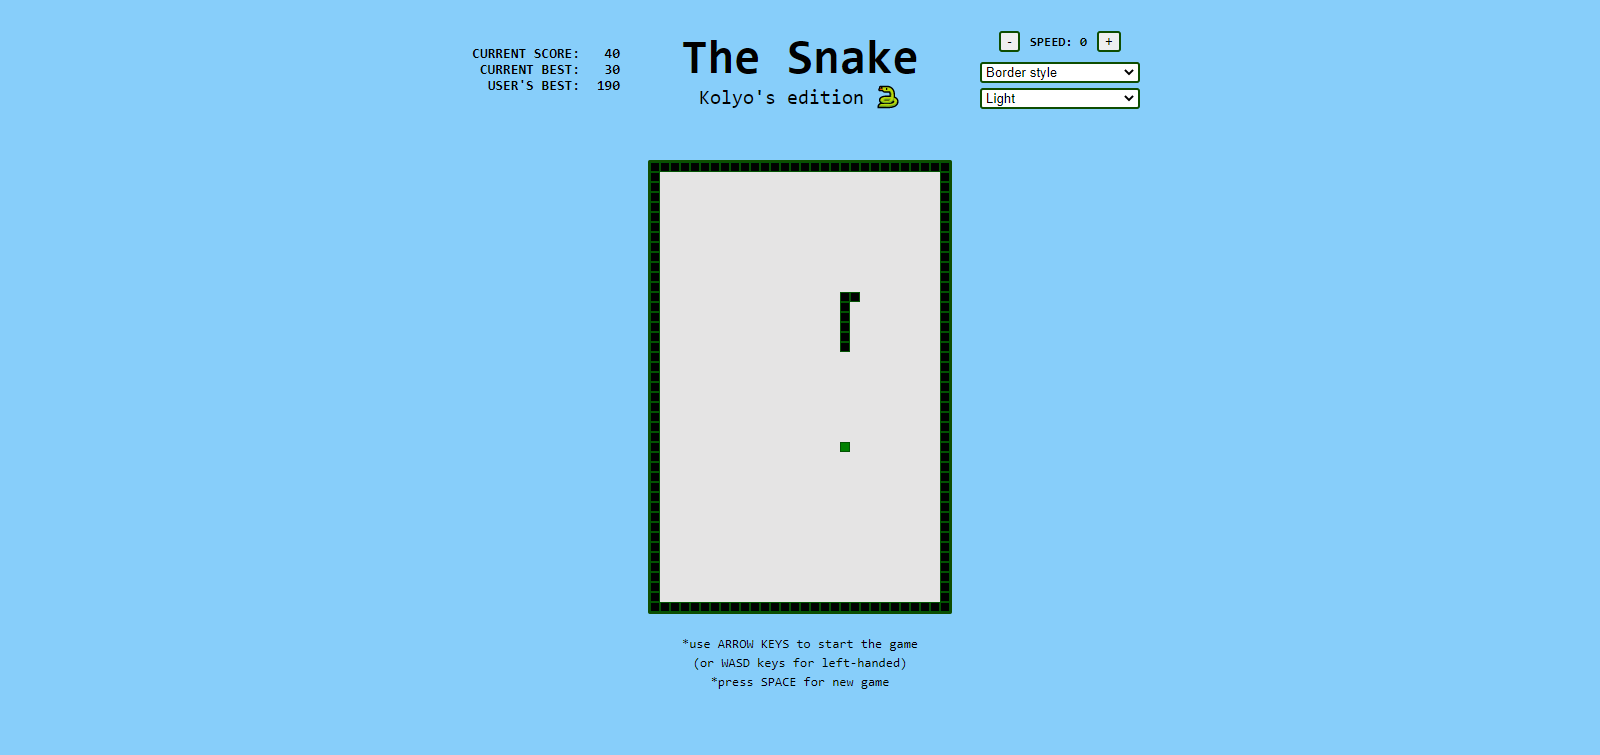 CURRENT SCORE: 40
CURRENT BEST: 30
USER'S BEST: 190
The Snake
Kolyo's edition
- SPEED: 0 +
Border style
Light
*use ARROW KEYS to start the game
(or WASD keys for left-handed)
*press SPACE for new game